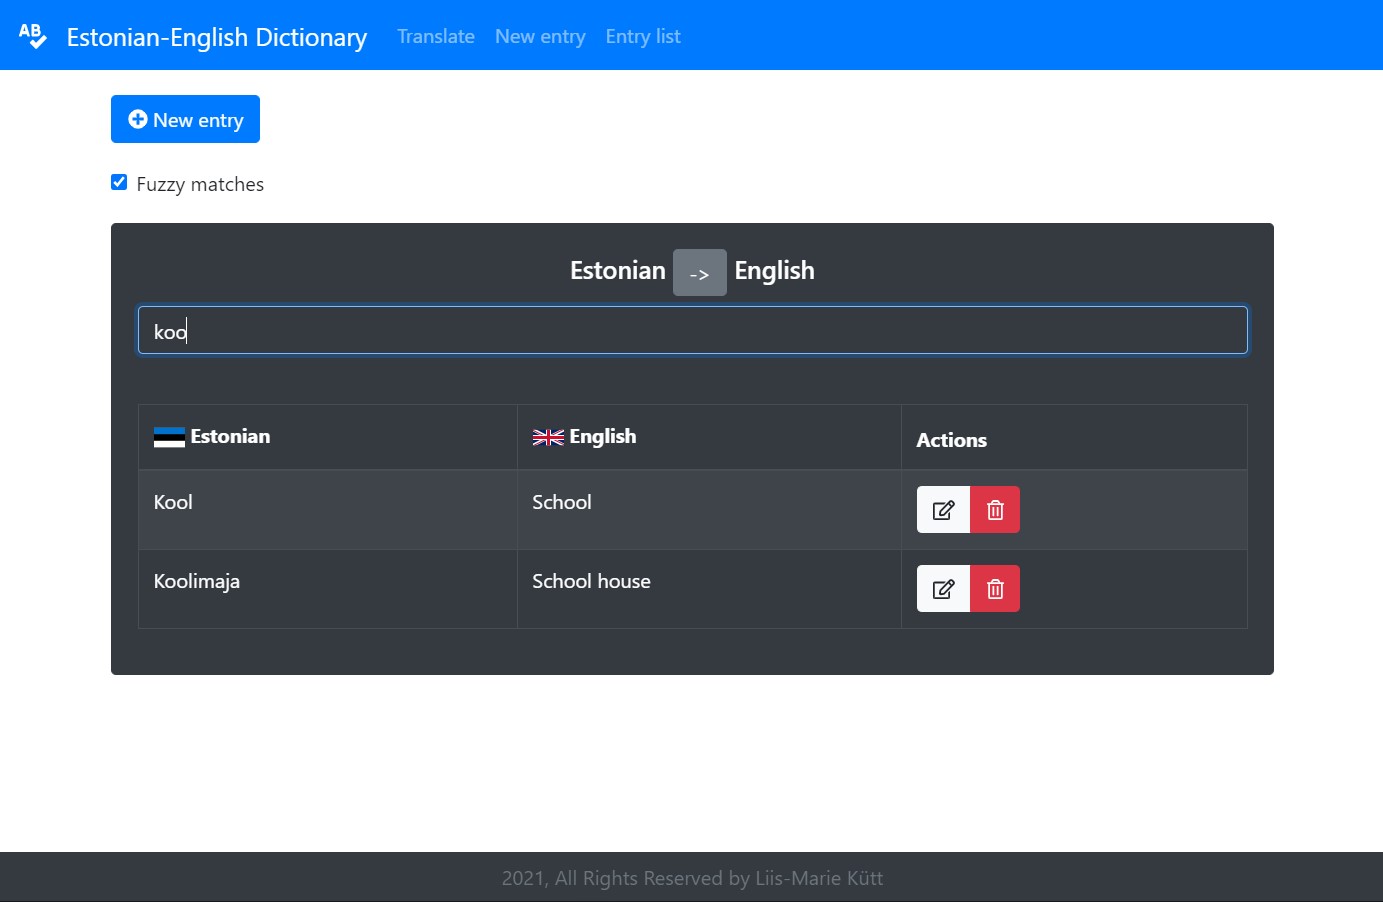 AB Estonian-English Dictionary Translate New entry Entry list
New entry
Fuzzy matches
Estonian -> English
koo
Estonian English Actions
Kool School
Koolimaja School house
2021, All Rights Reserved by Liis-Marie Kütt